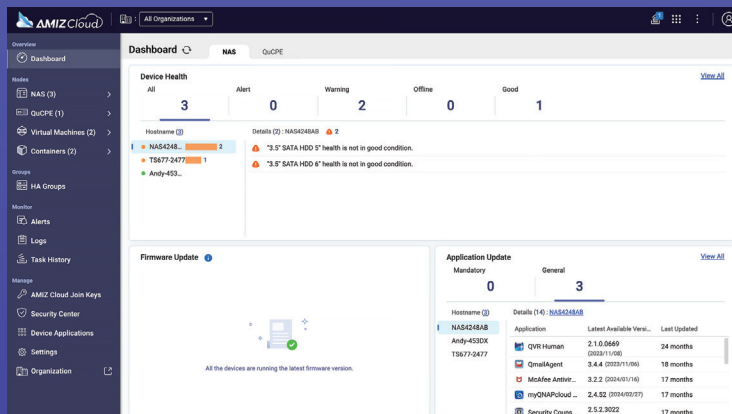 AMIZcloud
: All Organizations
1
Overview
Dashboard
Nodes
NAS (3)
QuCPE (1)
Virtual Machines (2)
Containers (2)
Groups
HA Groups
Monitor
Alerts
Logs
Task History
Manage
AMIZ Cloud Join Keys
Security Center
Device Applications
Settings
Organization
Dashboard
NAS
QuCPE
Device Health
View All
All
Alert
Warning
Offline
Good
3
0
2
0
1
Hostname (3)
Details (2) : NAS4248AB
2
NAS4248...
2
"3.5" SATA HDD 5" health is not in good condition.
TS677-2477
1
"3.5" SATA HDD 6" health is not in good condition.
Andy-453...
Firmware Update
All the devices are running the latest firmware version.
Application Update
View All
Mandatory
General
0
3
Hostname (3)
Details (14) : NAS4248AB
NAS4248AB
Andy-453DX
TS677-2477
Application
Latest Available Versi...
Last Updated
QVR Human
2.1.0.0669
(2023/11/08)
24 months
QmailAgent
3.4.4 (2023/11/06)
18 months
McAfee Antivir...
3.2.2 (2024/01/16)
17 months
myQNAPcloud ...
2.4.52 (2024/02/27)
17 months
Security Couns...
2.5.2.3022
17 months